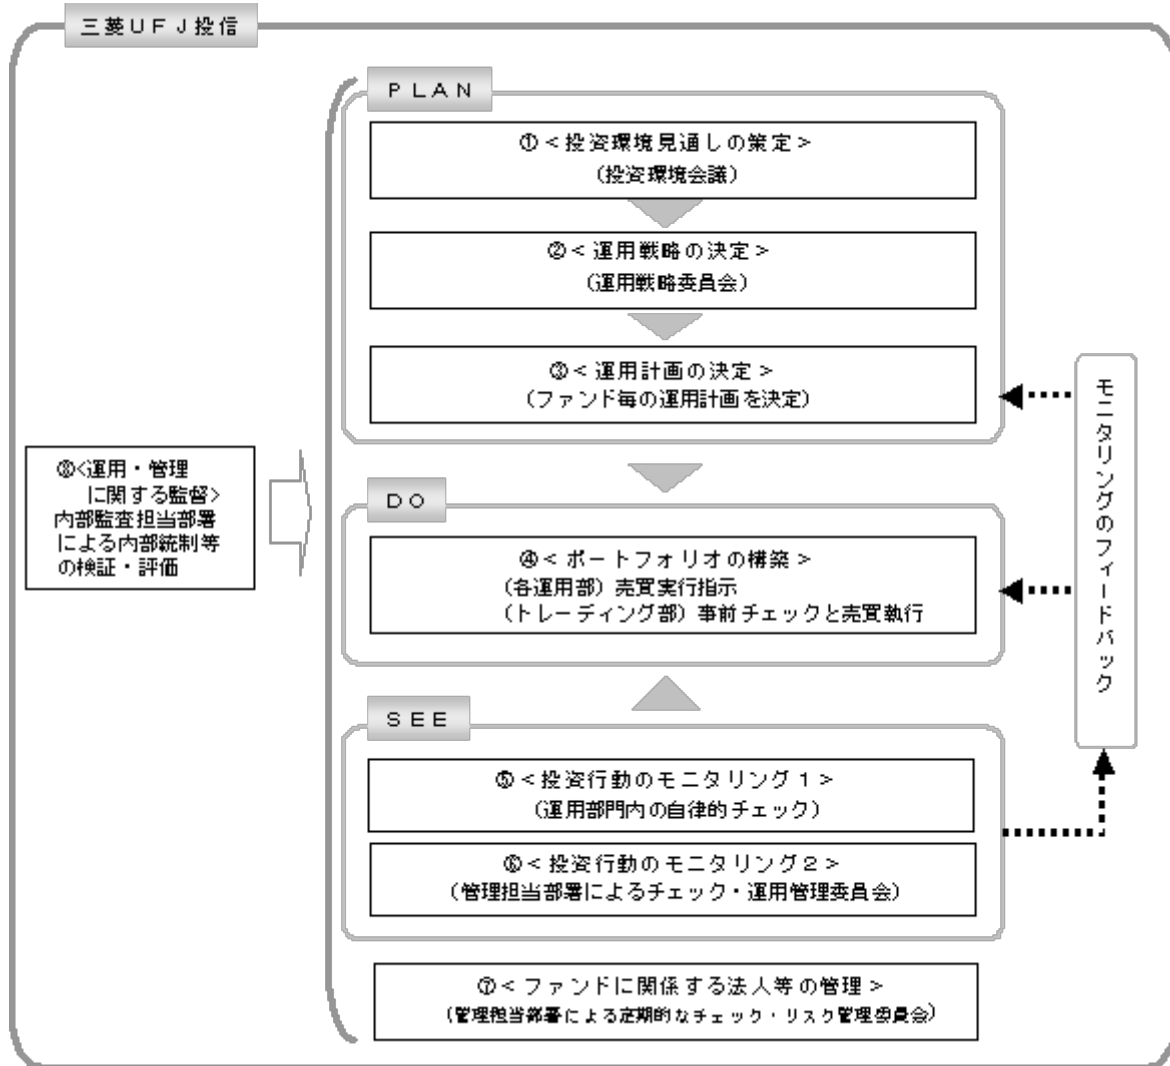 三菱UFJ投信
PLAN
①<投資環境見通しの策定>
(投資環境会議)
②<運用戦略の決定>
(運用戦略委員会)
③<運用計画の決定>
(ファンド毎の運用計画を決定)
⑧<運用・管理
に関する監督>
内部監査担当部署
による内部統制等
の検証・評価
DO
④<ポートフォリオの構築>
(各運用部)売買実行指示
(トレーディング部)事前チェックと売買執行
モニタリングのフィードバック
SEE
⑤<投資行動のモニタリング1>
(運用部門内の自律的チェック)
⑥<投資行動のモニタリング2>
(管理担当部署によるチェック・運用管理委員会)
⑦<ファンドに関係する法人等の管理>
(管理担当部署による定期的なチェック・リスク管理委員会)